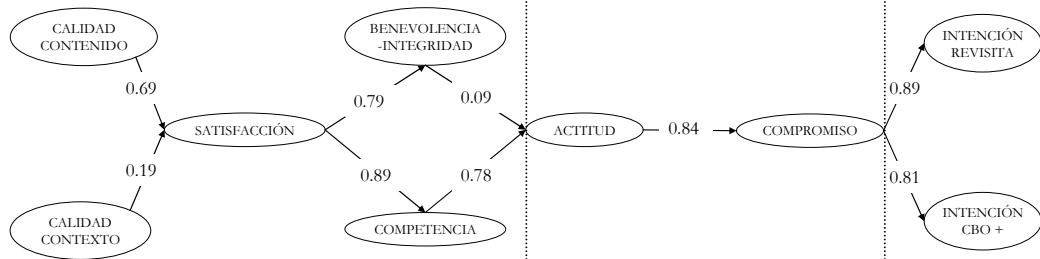 CALIDAD
CONTENIDO
0.69
0.19
CALIDAD
CONTEXTO
SATISFACCIÓN
0.79
0.89
BENEVOLENCIA
-INTEGRIDAD
0.09
0.78
COMPETENCIA
ACTITUD
0.84
COMPROMISO
0.89
0.81
INTENCIÓN
REVISITA
INTENCIÓN
CBO +